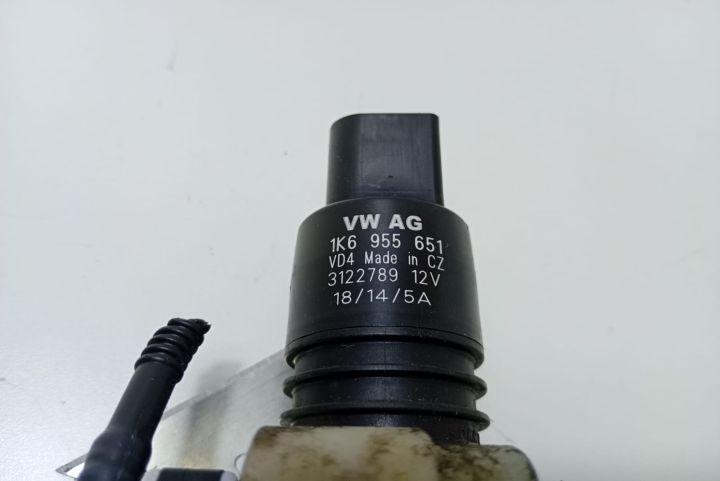 VW AG
1K6 955 651
VD4 Made in CZ
3122789 12V
18/14/5A